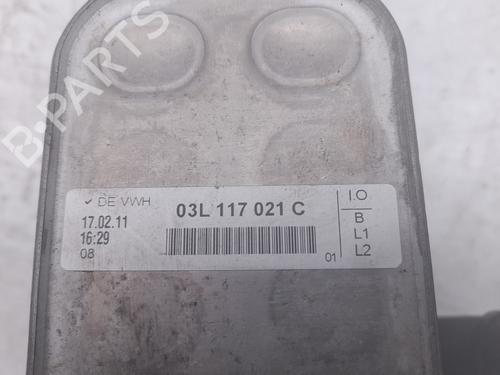 B-PARTS
✓ DE VWH
03L 117 021 C
I.O
17.02.11
B
16:29
L1
08
01
L2